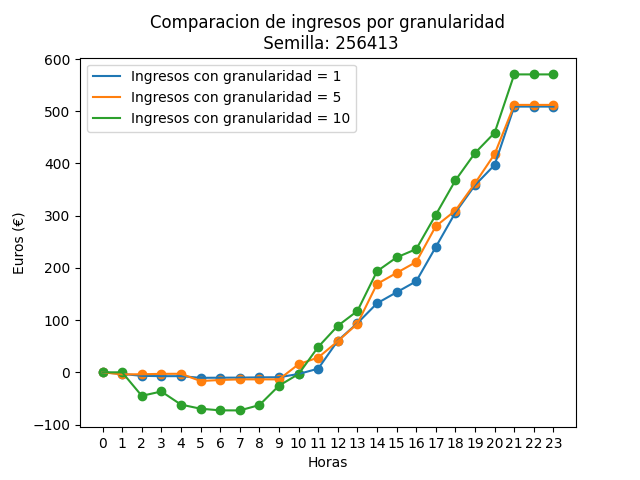 Comparacion de ingresos por granularidad
Semilla: 256413
Ingresos con granularidad = 1
Ingresos con granularidad = 5
Ingresos con granularidad = 10
Euros (€)
600
500
400
300
200
100
0
−100
0 1 2 3 4 5 6 7 8 9 10 11 12 13 14 15 16 17 18 19 20 21 22 23
Horas